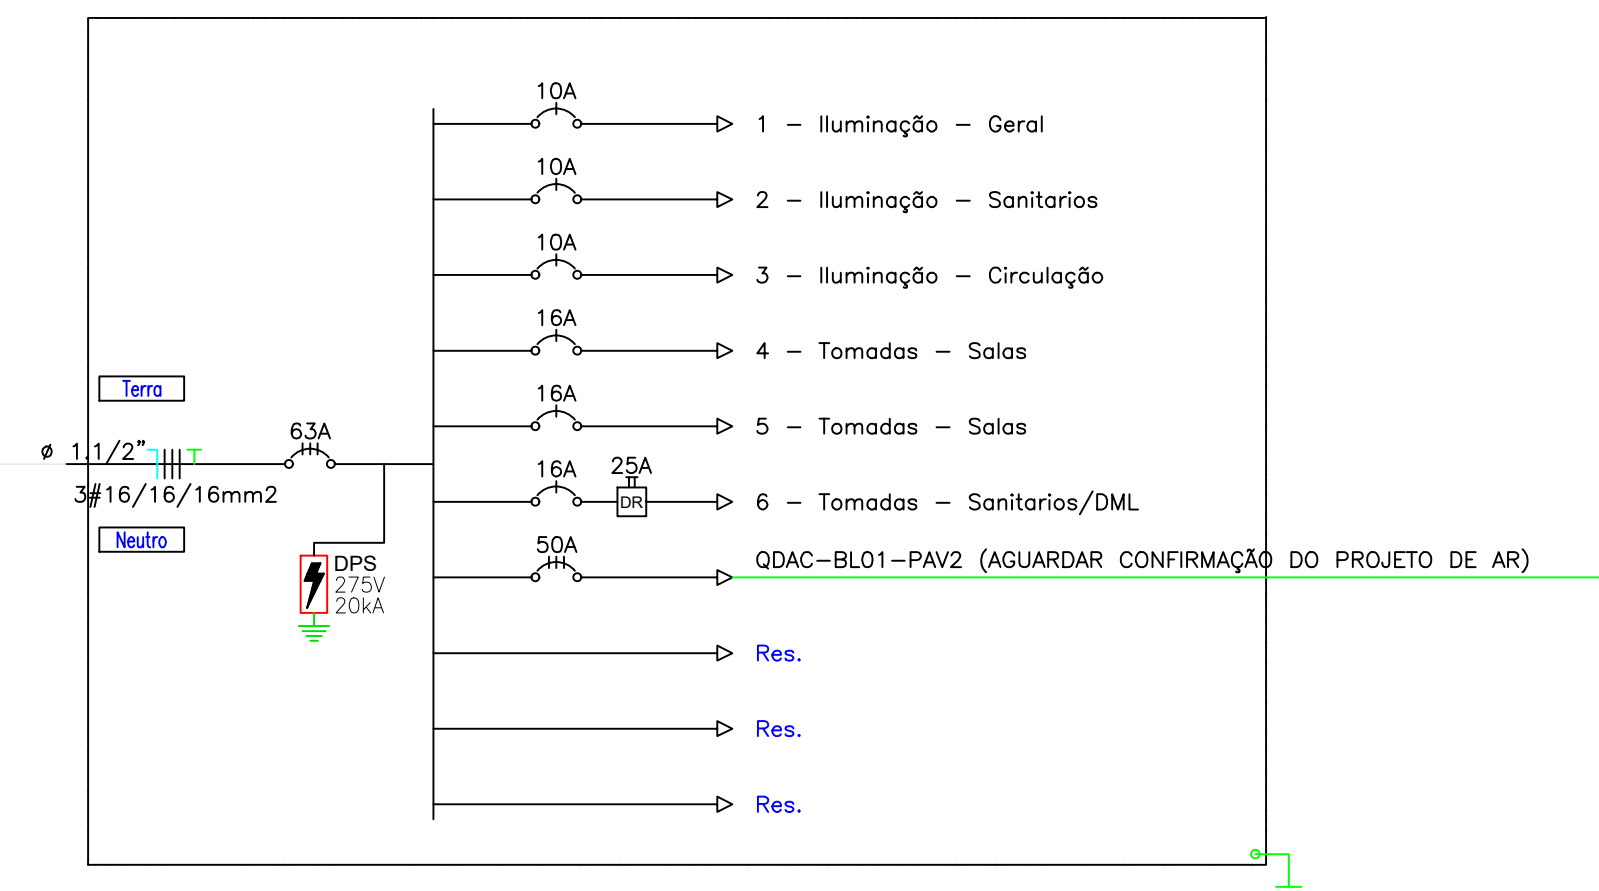 10A
1 - Iluminação - Geral
10A
2 - Iluminação - Sanitarios
10A
3 - Iluminação - Circulação
16A
4 - Tomadas - Salas
Terra
16A
5 - Tomadas - Salas
63A
ø 1.1/2"
3#16/16/16mm2
16A
25A
DR
6 - Tomadas - Sanitarios/DML
Neutro
50A
QDAC-BL01-PAV2 (AGUARDAR CONFIRMAÇÃO DO PROJETO DE AR)
DPS
275V
20kA
Res.
Res.
Res.